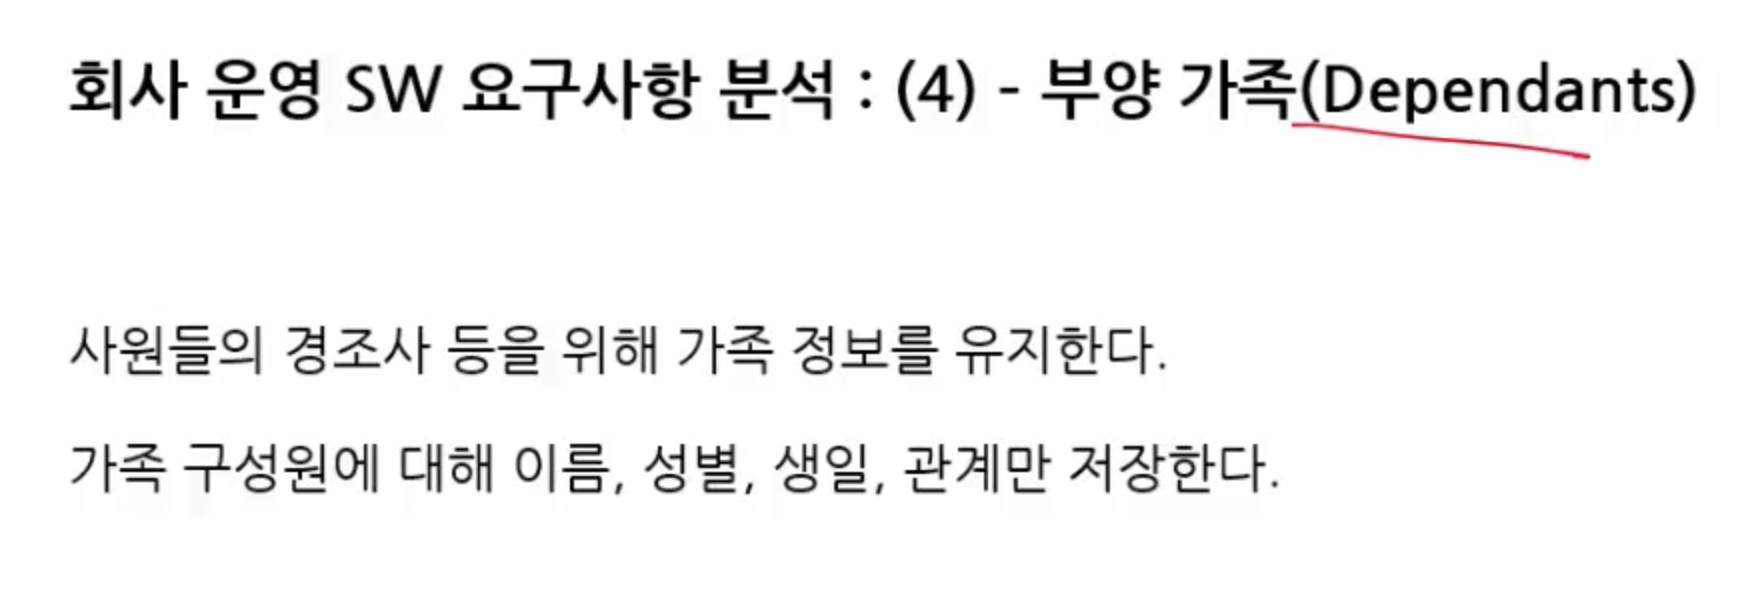 회사 운영 SW 요구사항 분석 : (4) - 부양 가족(Dependants)
사원들의 경조사 등을 위해 가족 정보를 유지한다.
가족 구성원에 대해 이름, 성별, 생일, 관계만 저장한다.